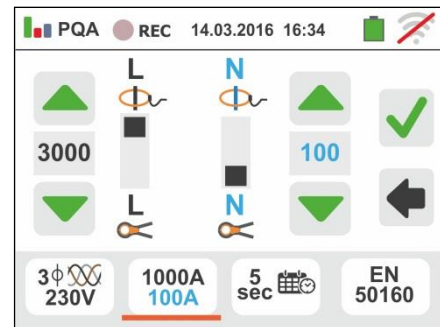 PQA REC 14.03.2016 16:34
L N
3000 100
L N
3ϕ 1000A 5 EN
230V 100A sec 50160